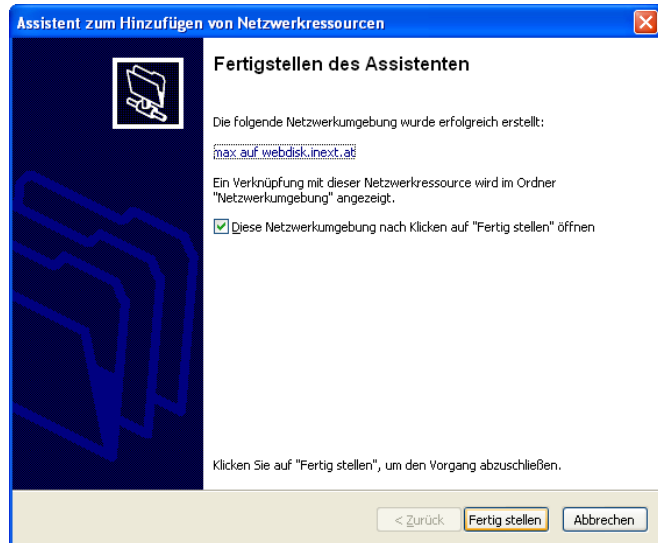 Assistent zum Hinzufügen von Netzwerkressourcen
Fertigstellen des Assistenten
Die folgende Netzwerkumgebung wurde erfolgreich erstellt:
max auf webdisk.inext.at
Ein Verknüpfung mit dieser Netzwerkressource wird im Ordner
"Netzwerkumgebung" angezeigt.
Diese Netzwerkumgebung nach Klicken auf "Fertig stellen" öffnen
Klicken Sie auf "Fertig stellen", um den Vorgang abzuschließen.
< Zurück Fertig stellen Abbrechen